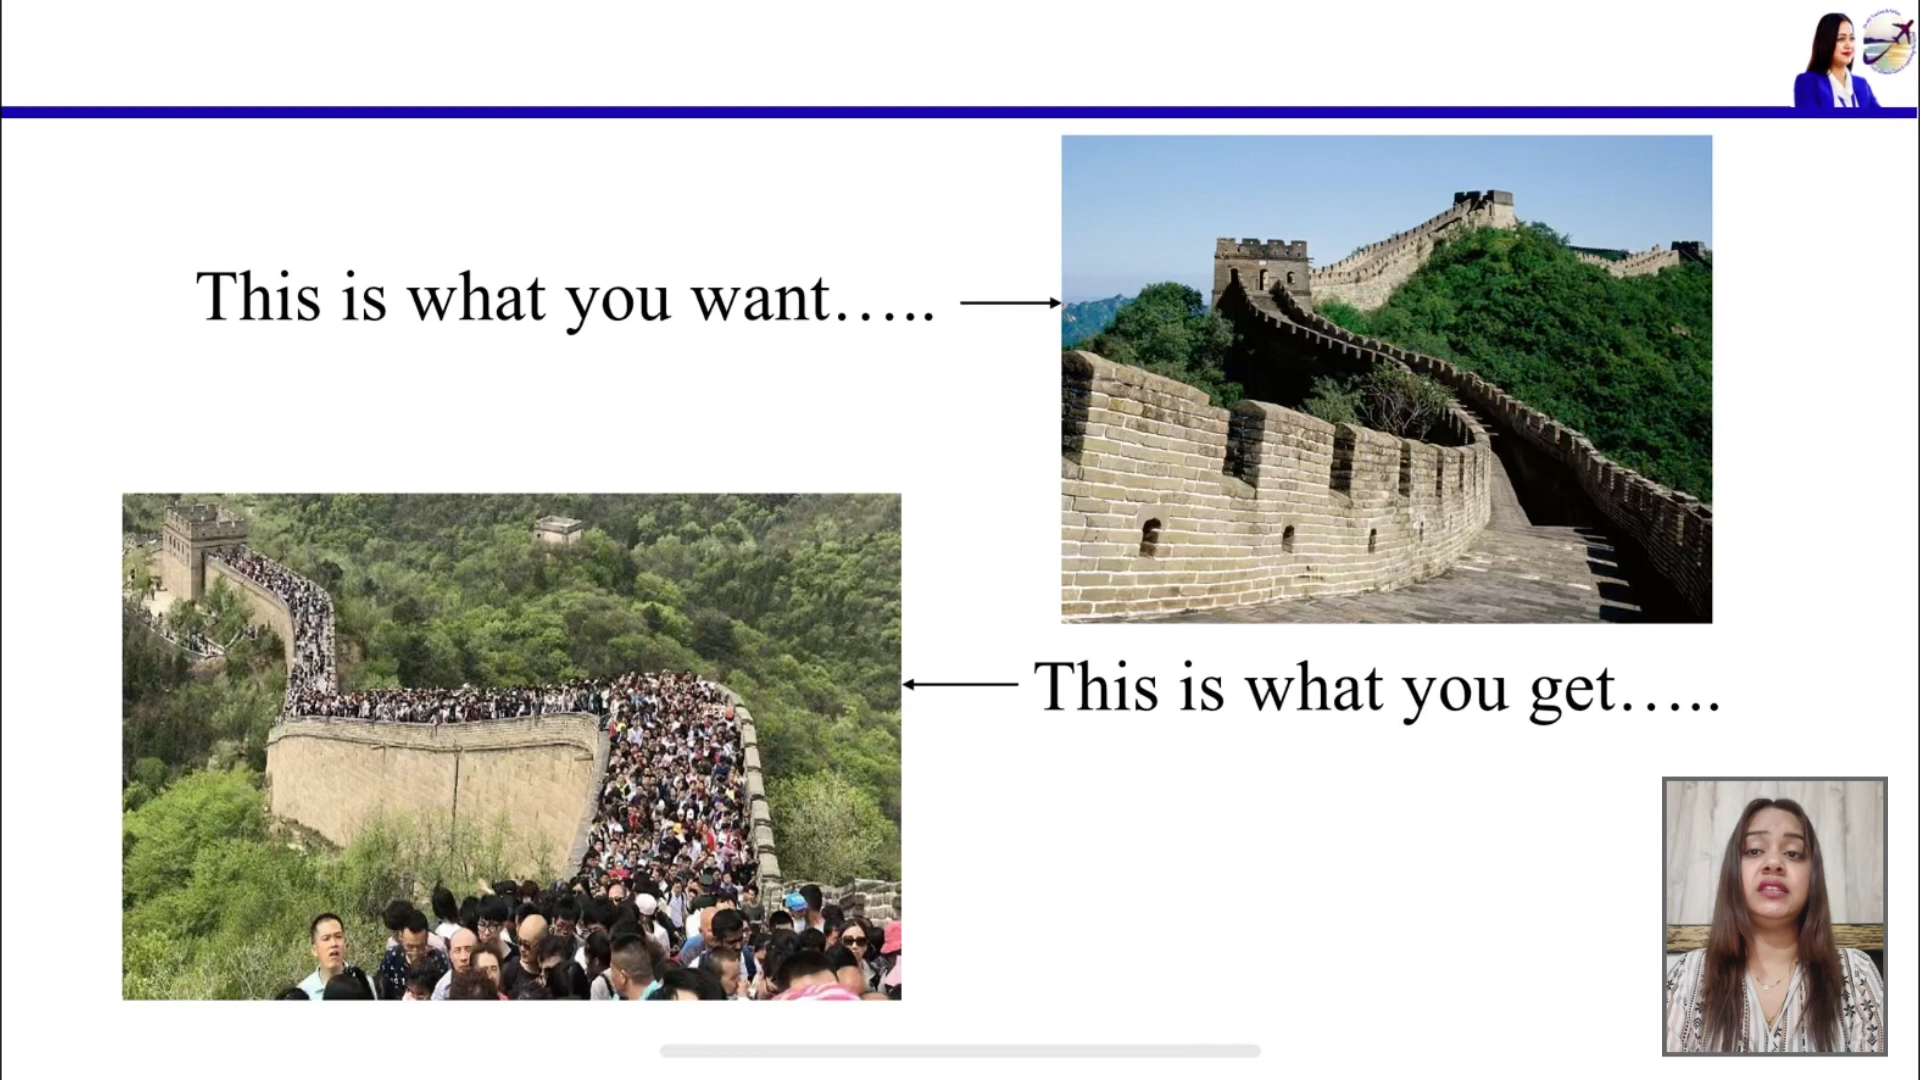 This is what you want.....
This is what you get.....